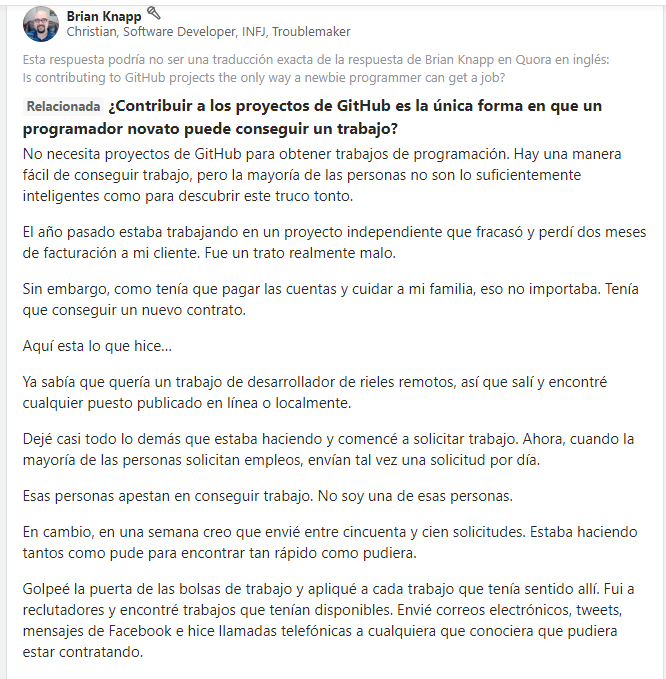 Brian Knapp
Christian, Software Developer, INFJ, Troublemaker
Esta respuesta podría no ser una traducción exacta de la respuesta de Brian Knapp en Quora en inglés:
Is contributing to GitHub projects the only way a newbie programmer can get a job?
Relacionada ¿Contribuir a los proyectos de GitHub es la única forma en que un
programador novato puede conseguir un trabajo?
No necesita proyectos de GitHub para obtener trabajos de programación. Hay una manera
fácil de conseguir trabajo, pero la mayoría de las personas no son lo suficientemente
inteligentes como para descubrir este truco tonto.
El año pasado estaba trabajando en un proyecto independiente que fracasó y perdí dos meses
de facturación a mi cliente. Fue un trato realmente malo.
Sin embargo, como tenía que pagar las cuentas y cuidar a mi familia, eso no importaba. Tenía
que conseguir un nuevo contrato.
Aquí esta lo que hice...
Ya sabía que quería un trabajo de desarrollador de rieles remotos, así que salí y encontré
cualquier puesto publicado en línea o localmente.
Dejé casi todo lo demás que estaba haciendo y comencé a solicitar trabajo. Ahora, cuando la
mayoría de las personas solicitan empleos, envían tal vez una solicitud por día.
Esas personas apestan en conseguir trabajo. No soy una de esas personas.
En cambio, en una semana creo que envié entre cincuenta y cien solicitudes. Estaba haciendo
tantos como pude para encontrar tan rápido como pudiera.
Golpeé la puerta de las bolsas de trabajo y apliqué a cada trabajo que tenía sentido allí. Fui a
reclutadores y encontré trabajos que tenían disponibles. Envié correos electrónicos, tweets,
mensajes de Facebook e hice llamadas telefónicas a cualquiera que conociera que pudiera
estar contratando.